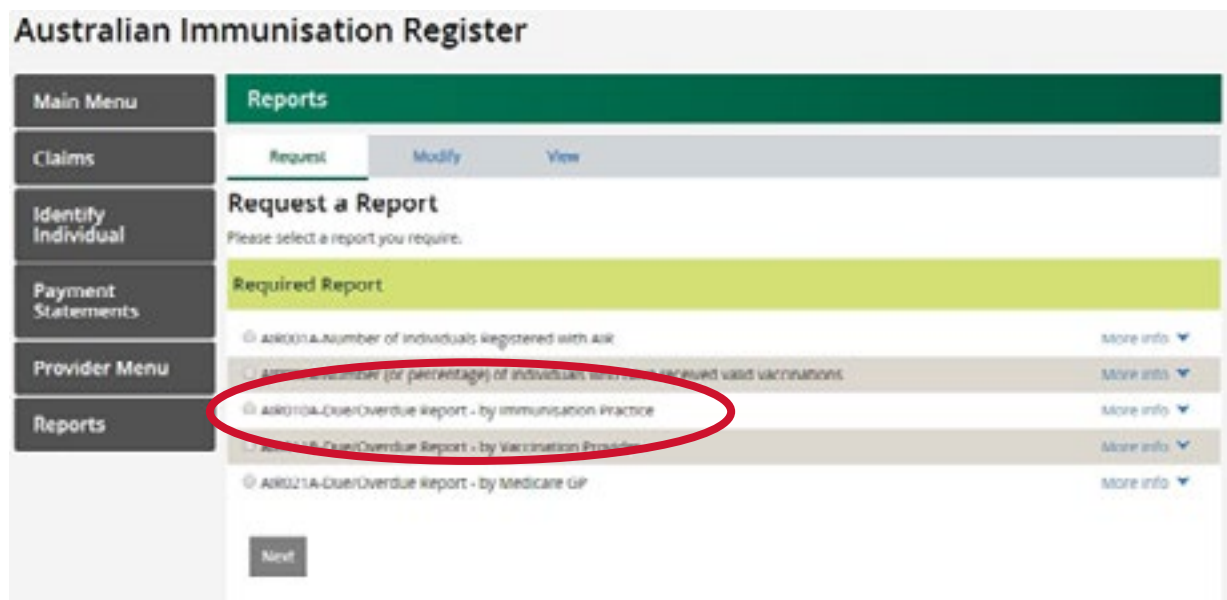 Australian Immunisation Register
Main Menu
Claims
Identify
Individual
Payment
Statements
Provider Menu
Reports
Reports
Request Modify View
Request a Report
Please select a report you require.
Required Report
AIR001A-Number of Individuals Registered with AIR More info
(or percentage) of individuals received valid vaccinations More info
AIR010A-Due/Overdue Report - by Immunisation Practice More info
Due/Overdue Report - by Vaccination More info
AIR021A-Due/Overdue Report - by Medicare GP More info
Next